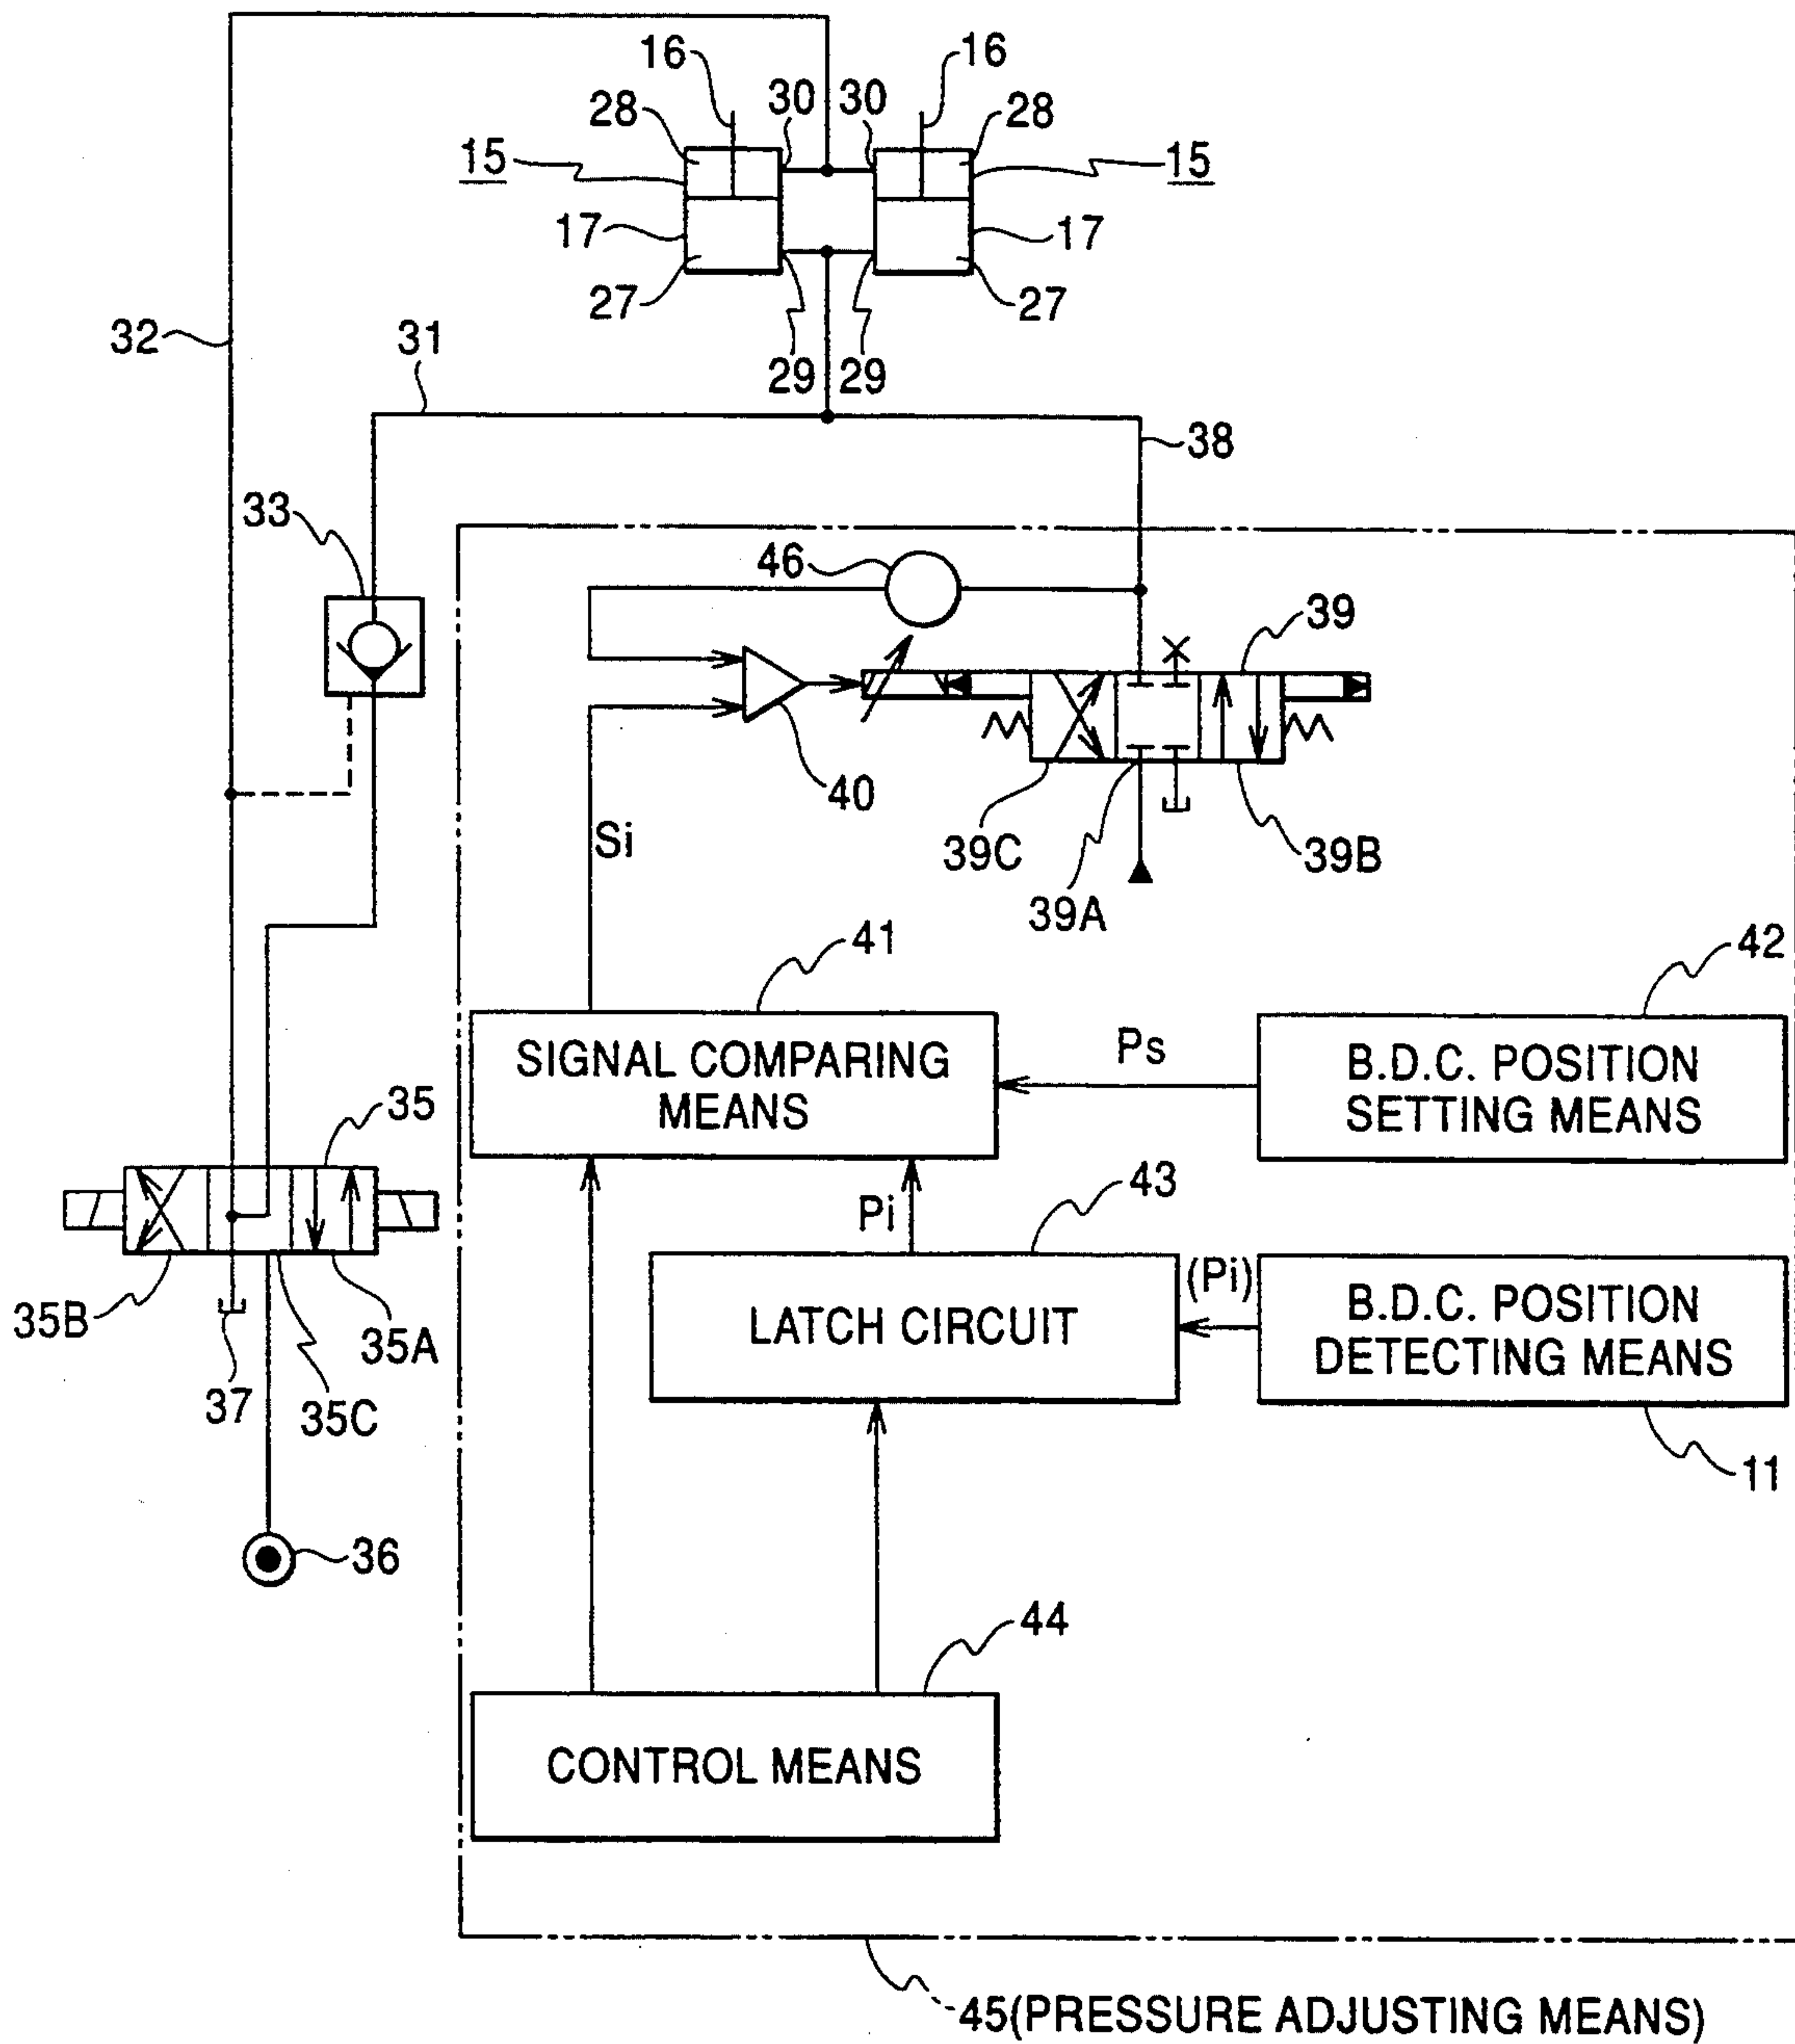 16
16
28
30
30
28
15
15
17
17
27
27
32
31
29
29
38
33
46
39
40
Si
39C
39B
39A
41
42
SIGNAL COMPARING
MEANS
Ps
B.D.C. POSITION
SETTING MEANS
35
Pi
43
(Pi)
LATCH CIRCUIT
B.D.C. POSITION
DETECTING MEANS
35B
35A
37
35C
11
36
44
CONTROL MEANS
45(PRESSURE ADJUSTING MEANS)